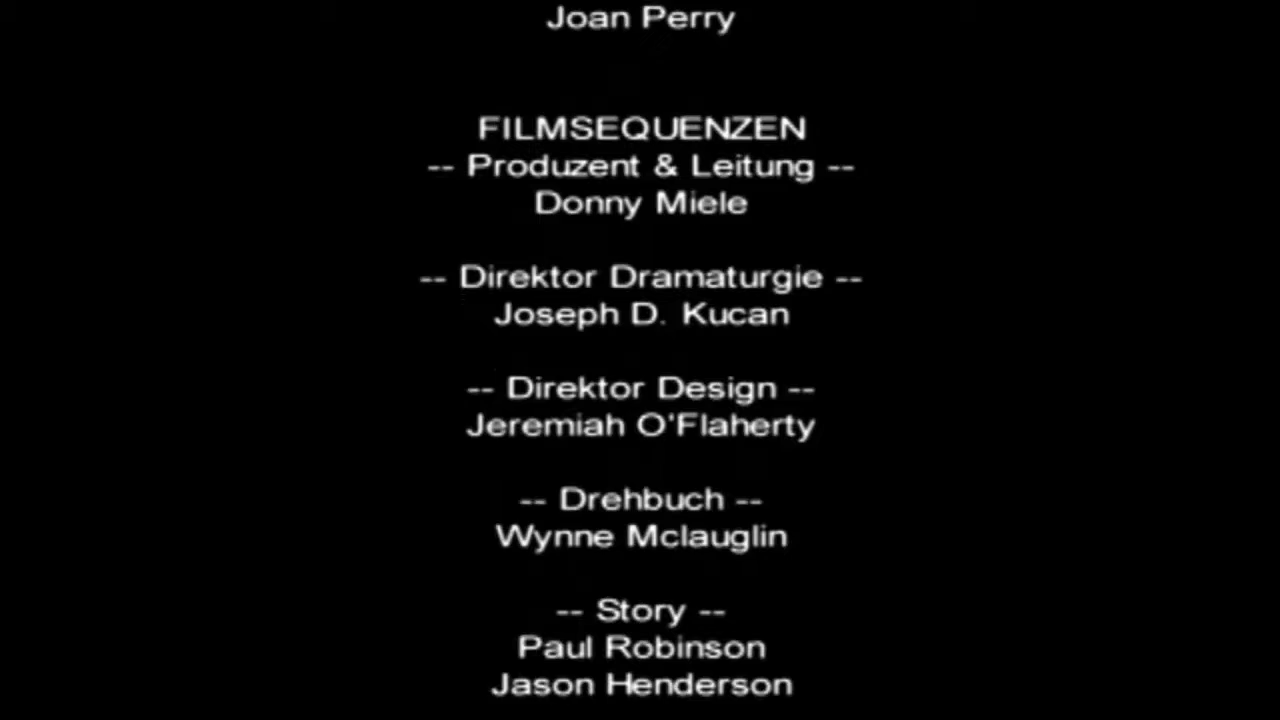 Joan Perry
FILMSEQUENZEN
-- Produzent & Leitung --
Donny Miele
-- Direktor Dramaturgie --
Joseph D. Kucan
-- Direktor Design --
Jeremiah O'Flaherty
-- Drehbuch --
Wynne Mclauglin
-- Story --
Paul Robinson
Jason Henderson